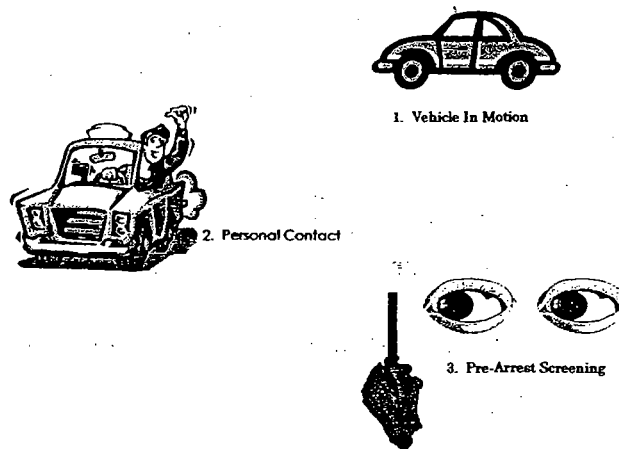 1. Vehicle In Motion
2. Personal Contact
3. Pre-Arrest Screening